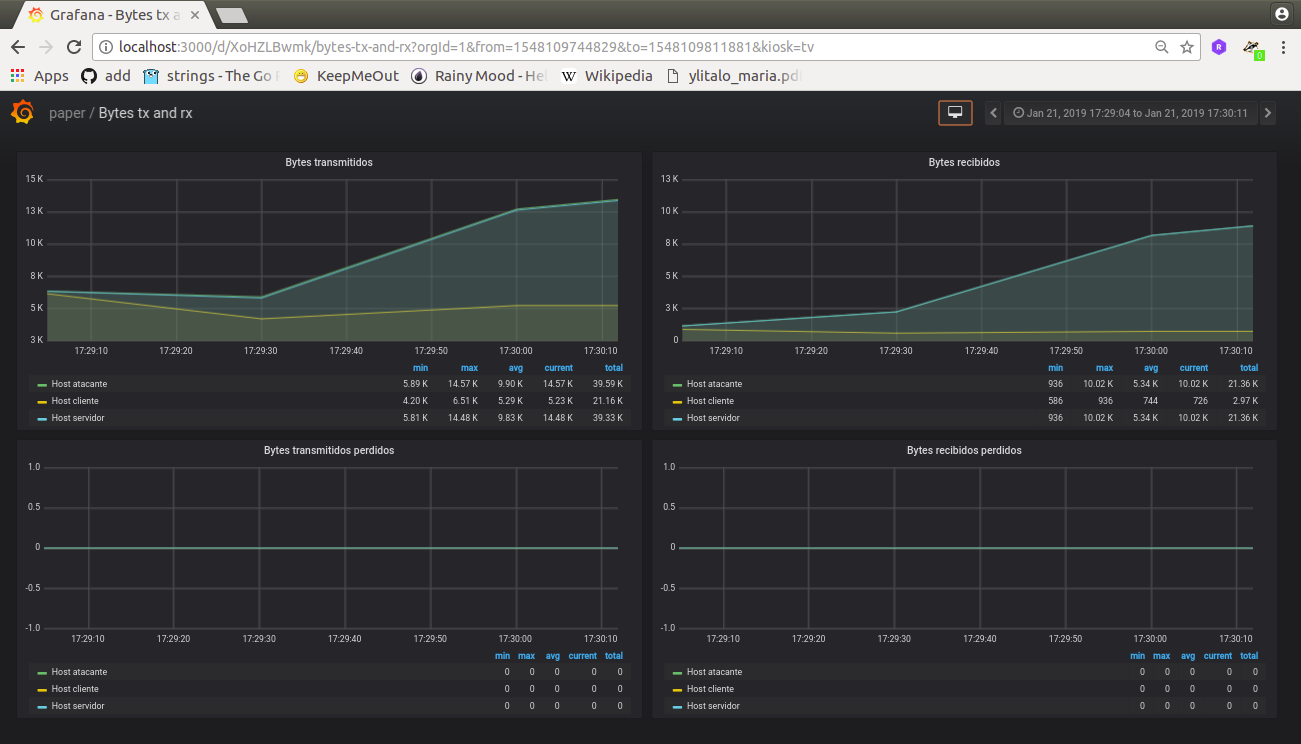 Grafana - Bytes tx a
localhost:3000/d/XoHZLBwmk/bytes-tx-and-rx?orgId=1&from=1548109744829&to=1548109811881&kiosk=tv
R
0
Apps add strings - The Go KeepMeOut Rainy Mood - Hel W Wikipedia ylitalo_maria.pd
paper / Bytes tx and rx
Jan 21, 2019 17:29:04 to Jan 21, 2019 17:30:11
Bytes transmitidos
15 K
13 K
10 K
8 K
5 K
3 K
17:29:10 17:29:20 17:29:30 17:29:40 17:29:50 17:30:00 17:30:10
min max avg current total
Host atacante 5.89 K 14.57 K 9.90 K 14.57 K 39.59 K
Host cliente 4.20 K 6.51 K 5.29 K 5.23 K 21.16 K
Host servidor 5.81 K 14.48 K 9.83 K 14.48 K 39.33 K
Bytes recibidos
13 K
10 K
8 K
5 K
3 K
0
17:29:10 17:29:20 17:29:30 17:29:40 17:29:50 17:30:00 17:30:10
min max avg current total
Host atacante 936 10.02 K 5.34 K 10.02 K 21.36 K
Host cliente 586 936 744 726 2.97 K
Host servidor 936 10.02 K 5.34 K 10.02 K 21.36 K
Bytes transmitidos perdidos
1.0
0.5
0
-0.5
-1.0
17:29:10 17:29:20 17:29:30 17:29:40 17:29:50 17:30:00 17:30:10
min max avg current total
Host atacante 0 0 0 0 0
Host cliente 0 0 0 0 0
Host servidor 0 0 0 0 0
Bytes recibidos perdidos
1.0
0.5
0
-0.5
-1.0
17:29:10 17:29:20 17:29:30 17:29:40 17:29:50 17:30:00 17:30:10
min max avg current total
Host atacante 0 0 0 0 0
Host cliente 0 0 0 0 0
Host servidor 0 0 0 0 0